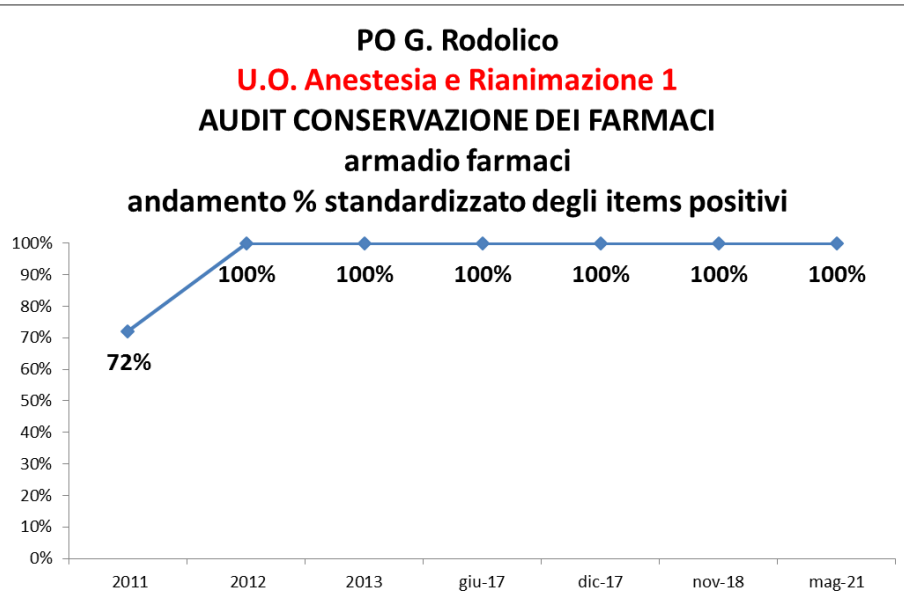 PO G. Rodolico
U.O. Anestesia e Rianimazione 1
AUDIT CONSERVAZIONE DEI FARMACI
armadio farmaci
andamento % standardizzato degli items positivi
100%
90%
80%
70%
60%
50%
40%
30%
20%
10%
0%
72%
100%
100%
100%
100%
100%
100%
2011
2012
2013
giu-17
dic-17
nov-18
mag-21